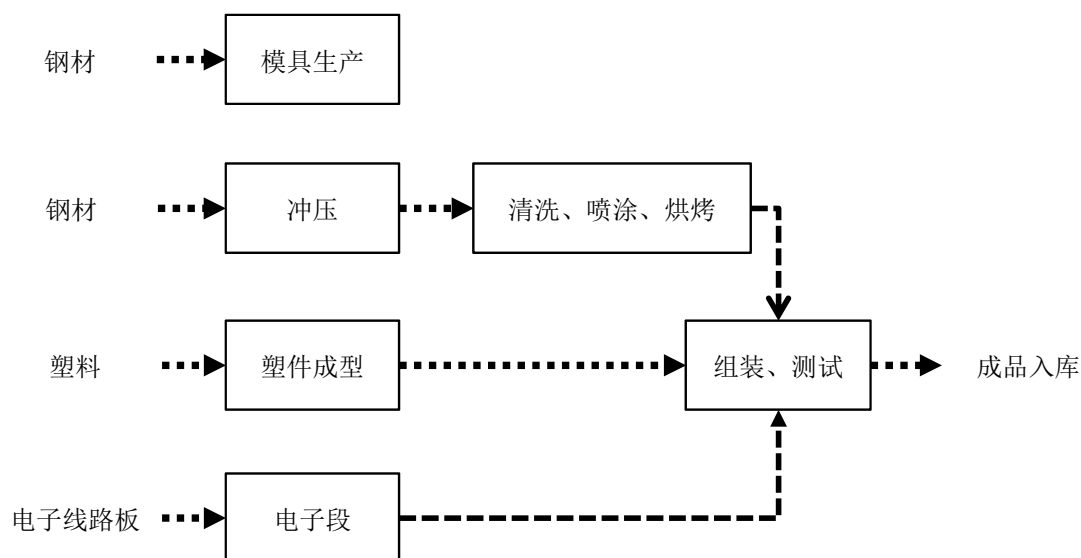 钢材
模具生产
钢材
冲压
清洗、喷涂、烘烤
塑料
塑件成型
组装、测试
成品入库
电子线路板
电子段